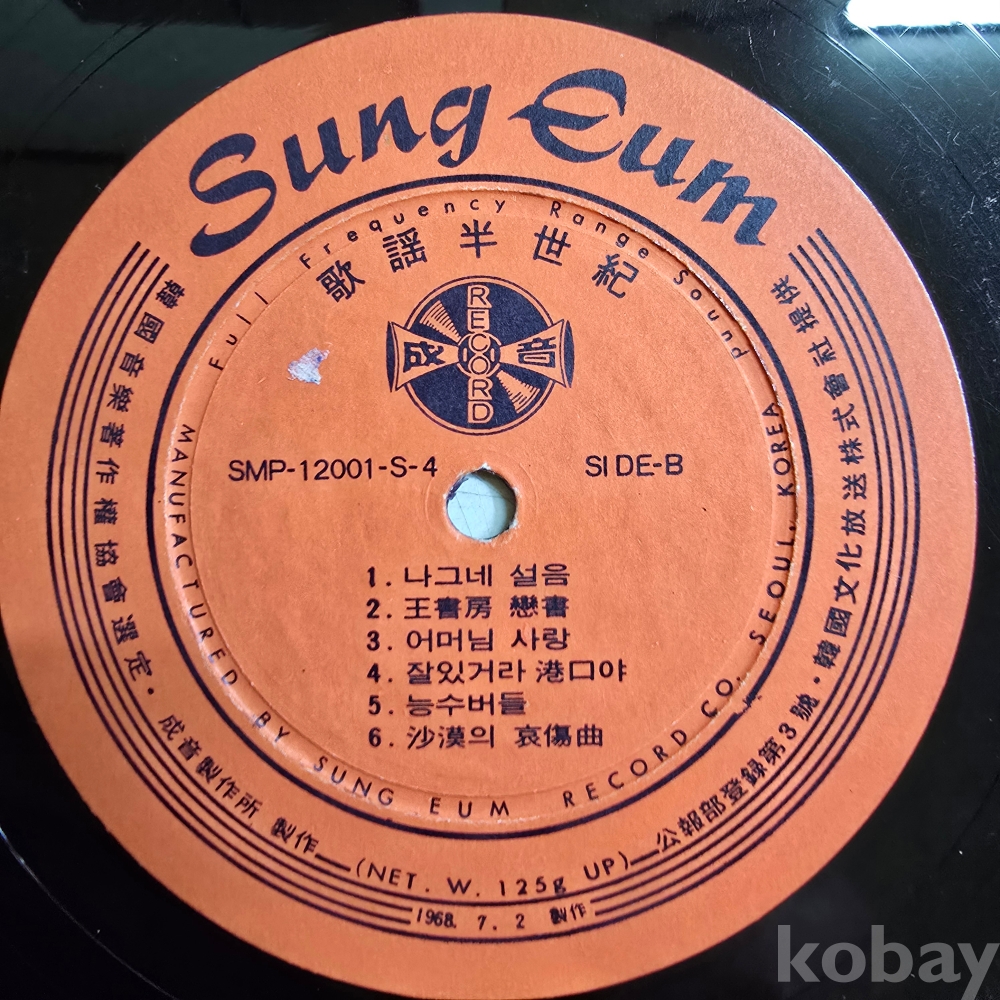 Sung Eum
Full Frequency Range Sound
歌謠半世紀
成 RECORD 音
SMP-12001-S-4 SIDE-B
1. 나그네 설음
2. 王書房 戀書
3. 어머님 사랑
4. 잘있거라 港口야
5. 능수버들
6. 沙漠의 哀傷曲
MANUFACTURED BY SUNG EUM RECORD CO. SEOUL, KOREA
韓國音樂著作權協會選定・成音製作所 製作—(NET. W. 125g UP)—公報部登録第3號・韓國文化放送株式會社提供
1968. 7. 2 製作
kobay